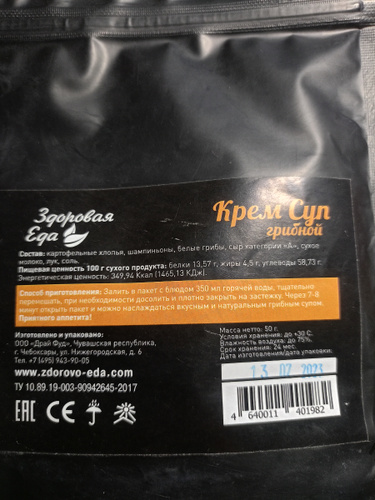 Здоровая
Еда
Крем Суп
грибной
Состав: картофельные хлопья, шампиньоны, белые грибы, сыр категории «А», сухое
молоко, лук, соль.
Пищевая ценность 100 г сухого продукта: белки 13,57 г, жиры 4,5 г, углеводы 58,73 г.
Энергетическая ценность: 349,94 Ккал (1465,13 КДж).
Способ приготовления: Залить в пакет с блюдом 350 мл горячей воды, тщательно
перемешать, при необходимости досолить и плотно закрыть на застежку. Через 7-8
минут открыть пакет и можно наслаждаться вкусным и натуральным грибным супом.
Приятного аппетита!
Изготовлено и упаковано:
ООО «Драй Фуд», Чувашская республика,
г. Чебоксары, ул. Нижегородская, д. 6
Тел. +7 (495) 943-90-05
www.zdorovo-eda.com
ТУ 10.89.19-003-90942645-2017
EAC CE
Масса нетто: 50 г.
Условия хранения: до +30 С.
Влажность воздуха: до 75%.
Срок хранения: 24 мес.
Дата изготовления/дата упаковки:
13 07 2023
4 640011 401982